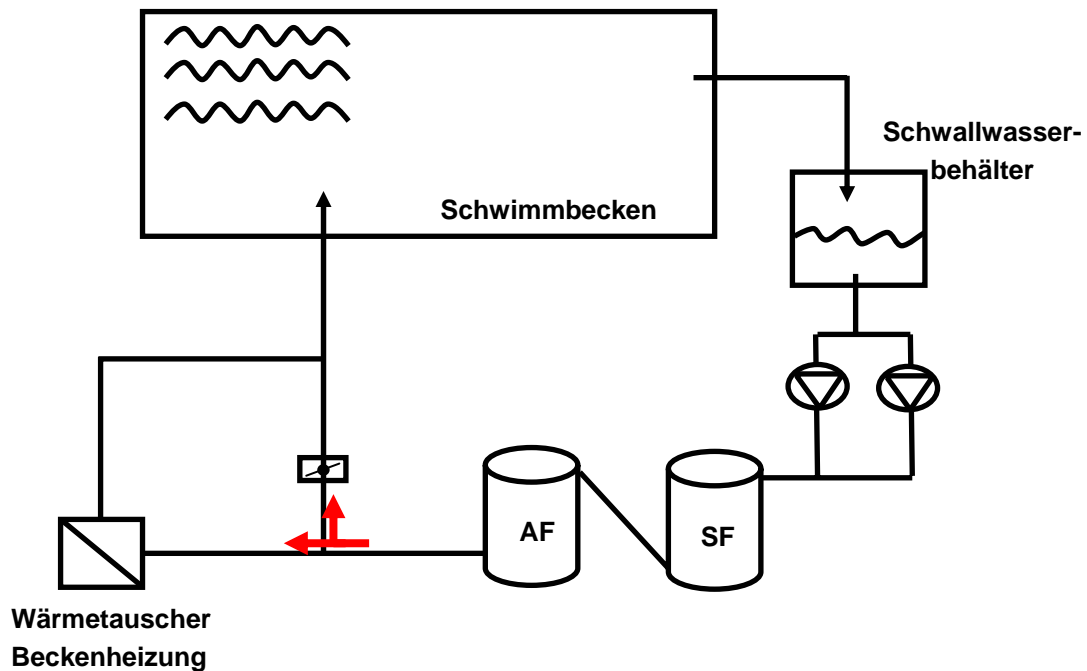 Schwallwasser-
behälter
Schwimmbecken
AF
SF
Wärmetauscher
Beckenheizung